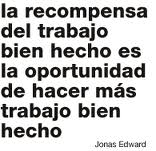 la recompensa
del trabajo
bien hecho es
la oportunidad
de hacer más
trabajo bien
hecho
Jonas Edward